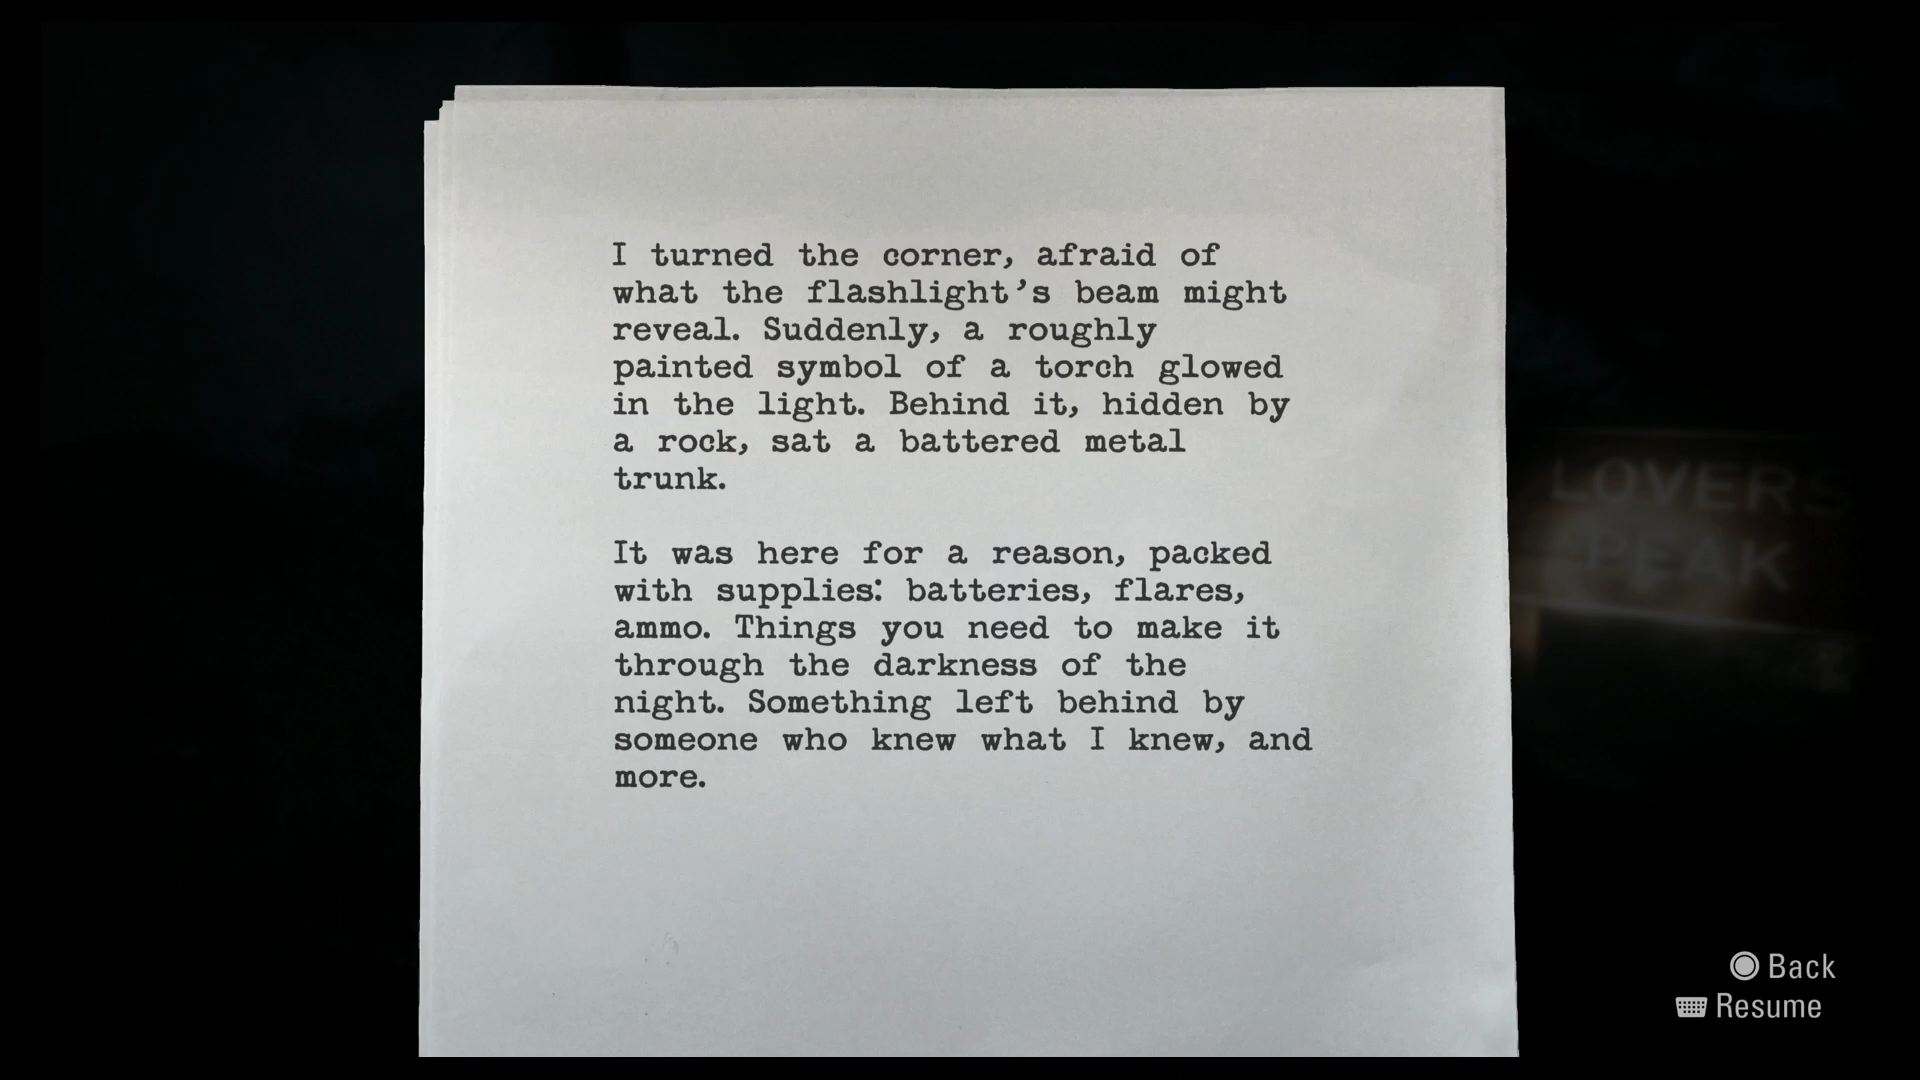 I turned the corner, afraid of
what the flashlight’s beam might
reveal. Suddenly, a roughly
painted symbol of a torch glowed
in the light. Behind it, hidden by
a rock, sat a battered metal
trunk.
It was here for a reason, packed
with supplies: batteries, flares,
ammo. Things you need to make it
through the darkness of the
night. Something left behind by
someone who knew what I knew, and
more.
LOVERS
PEAK
Back
Resume